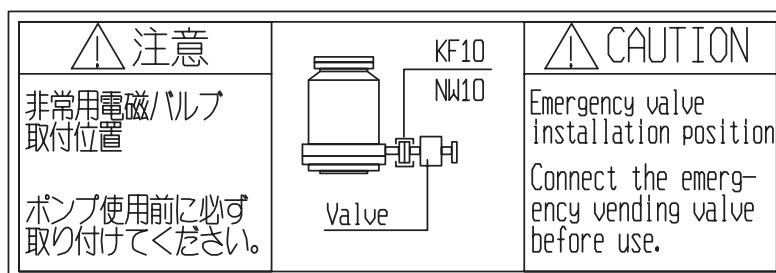 注意
非常用電磁バルブ
取付位置
ポンプ使用前に必ず
取り付けてください。
KF10
NW10
Valve
CAUTION
Emergency valve
installation position
Connect the emerg-
ency vending valve
before use.